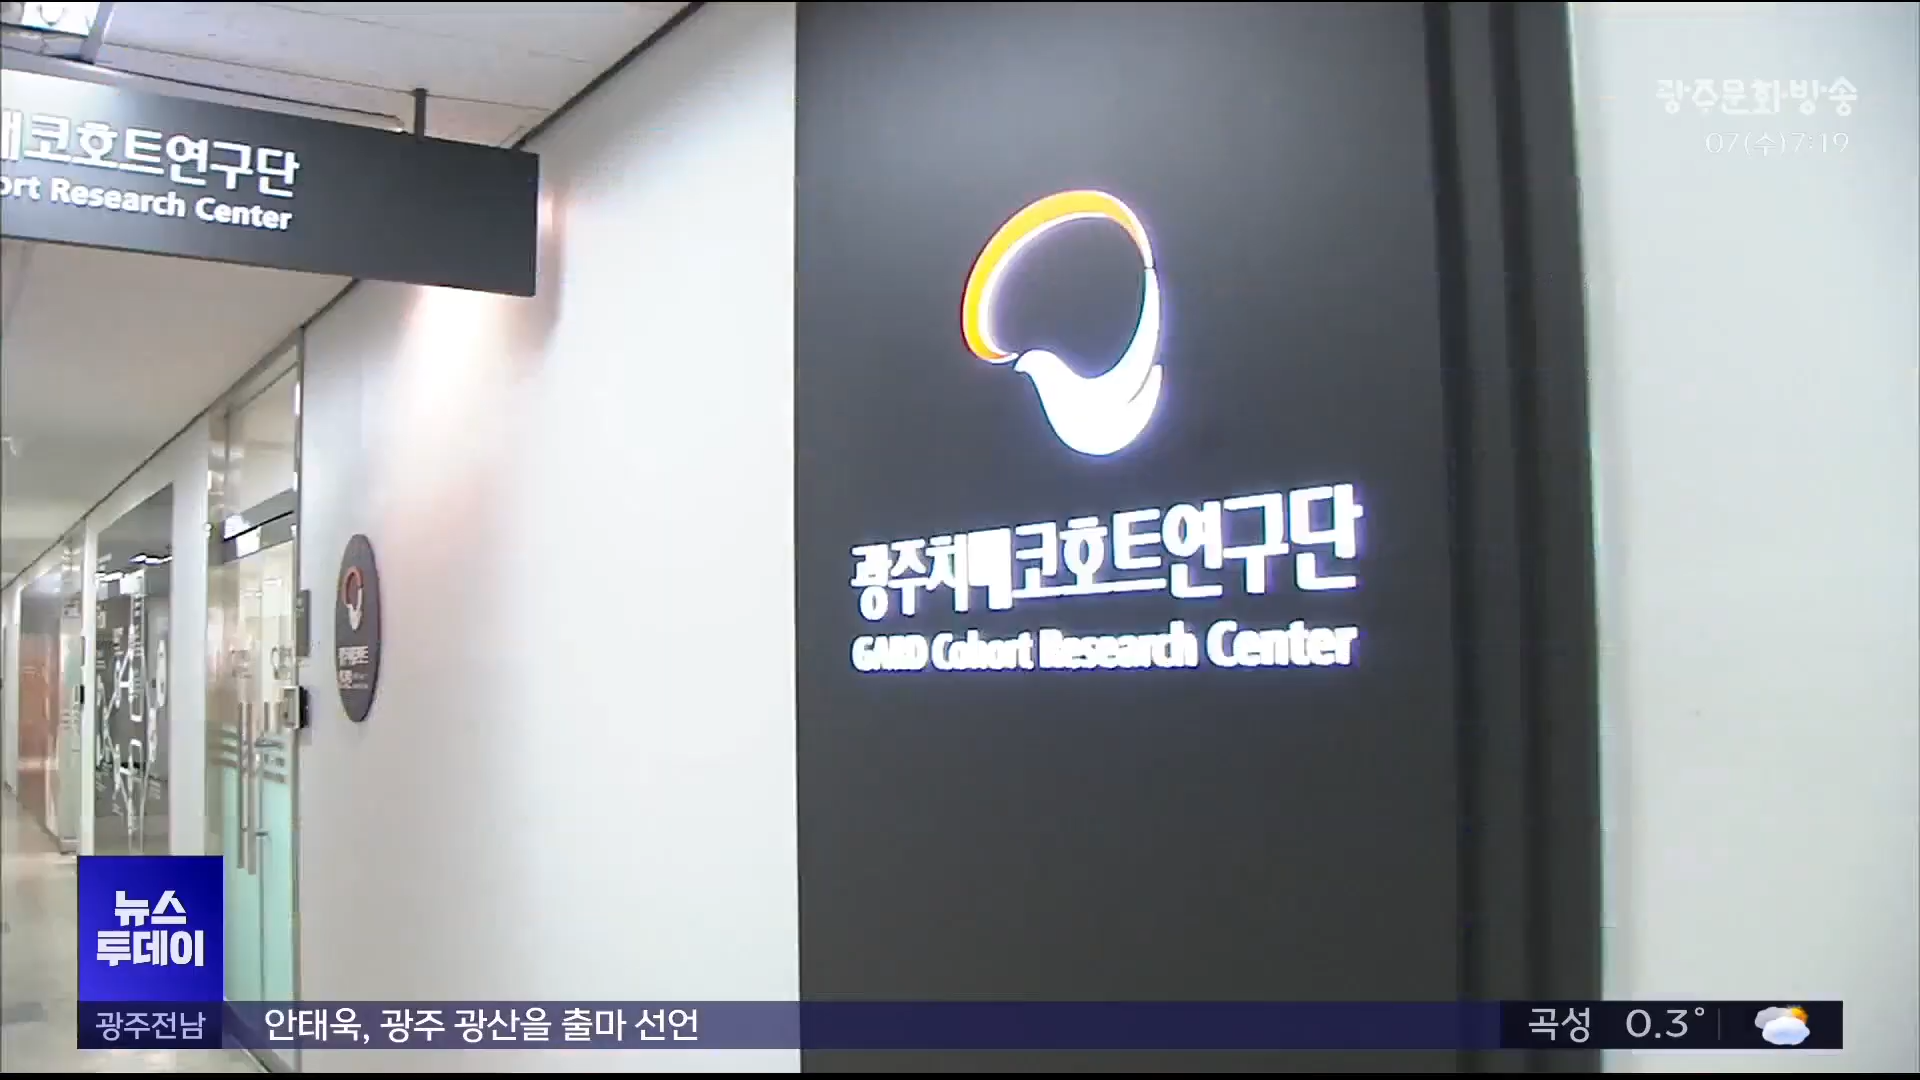 광주문화방송
07(수)7:19
코호트연구단
ort Research Center
광주치매코호트연구단
GARD Cohort Research Center
뉴스
투데이
광주전남 안태욱, 광주 광산을 출마 선언
곡성 0.3°